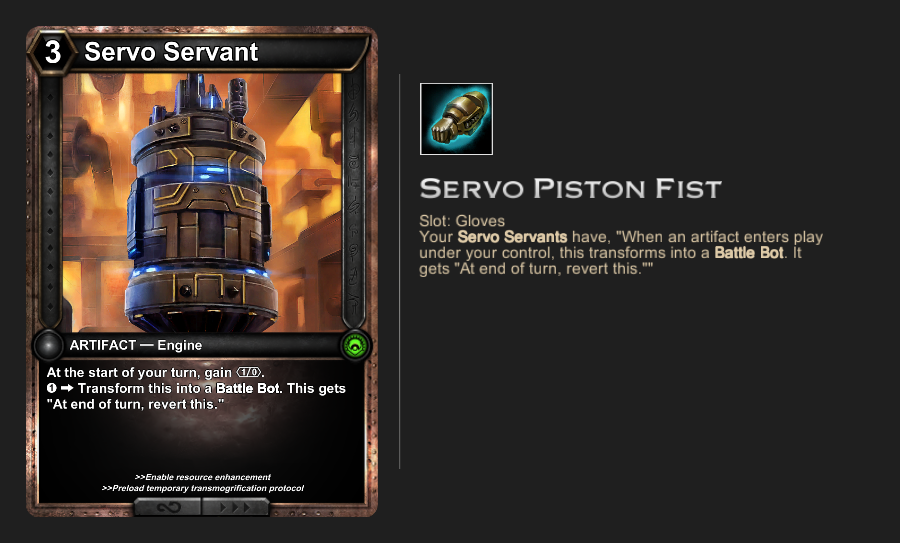 3 Servo Servant
ARTIFACT — Engine
At the start of your turn, gain 1/0.
❶ ➡ Transform this into a Battle Bot. This gets
"At end of turn, revert this."
>>Enable resource enhancement
>>Preload temporary transmogrification protocol
SERVO PISTON FIST
Slot: Gloves
Your Servo Servants have, "When an artifact enters play
under your control, this transforms into a Battle Bot. It
gets "At end of turn, revert this.""